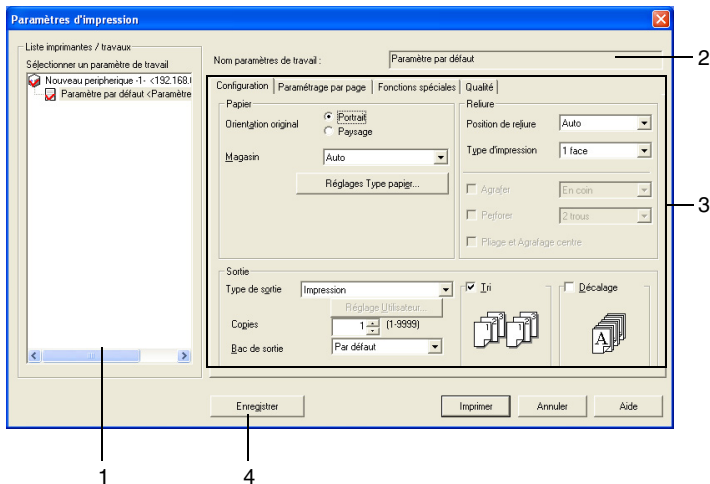 Paramètres d'impression
Liste imprimantes / travaux
Sélectionner un paramètre de travail
Nouveau peripherique -1- <192.168.
Paramètre par défaut <Paramètre
Nom paramètres de travail :
Paramètre par défaut
2
Configuration
Paramétrage par page
Fonctions spéciales
Qualité
Papier
Orientation original
Portrait
Paysage
Magasin
Auto
Réglages Type papier...
Reliure
Position de reliure
Auto
Type d'impression
1 face
Agrafer
En coin
Perforer
2 trous
Pliage et Agrafage centre
3
Sortie
Type de sortie
Impression
Réglage Utilisateur...
Copies
1
(1-9999)
Bac de sortie
Par défaut
Tri
Décalage
A
Enregistrer
Imprimer
Annuler
Aide
1
4